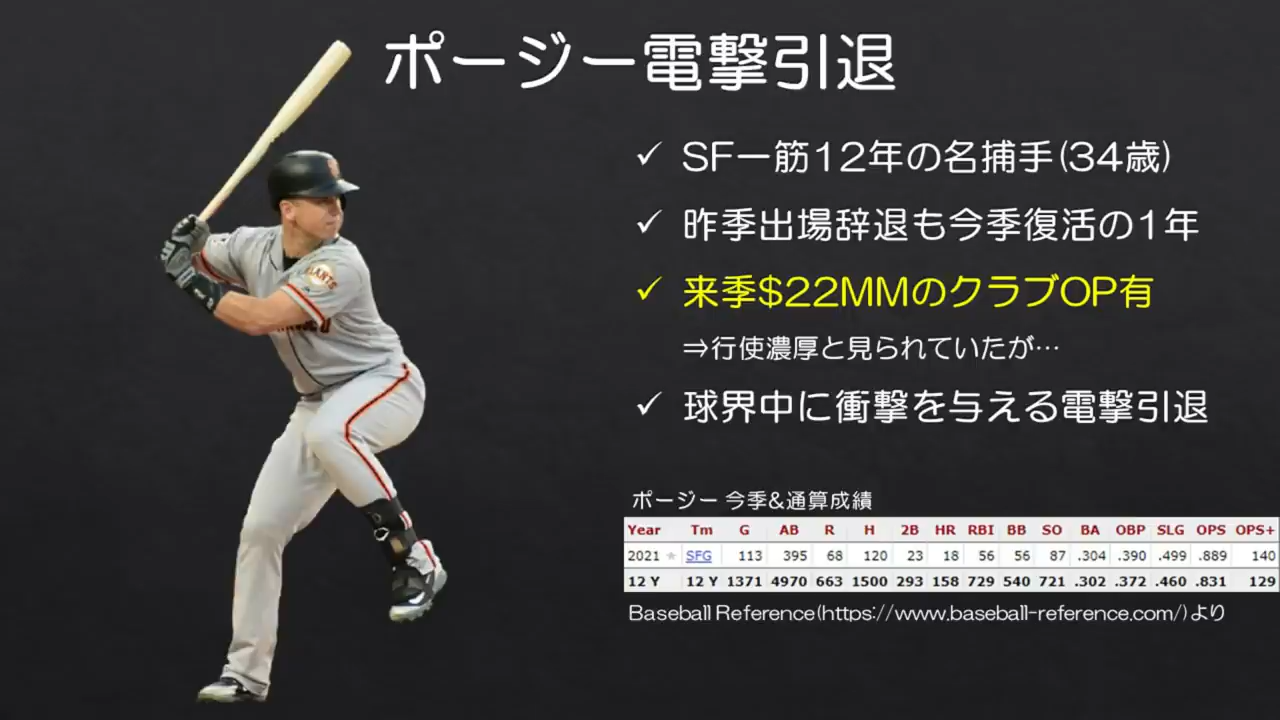 ポージー電撃引退
✓ SF一筋12年の名捕手(34歳)
✓ 昨季出場辞退も今季復活の1年
✓ 来季$22MMのクラブOP有
⇒行使濃厚と見られていたが…
✓ 球界中に衝撃を与える電撃引退
GIANTS
ポージー 今季&通算成績
Year Tm G AB R H 2B HR RBI BB SO BA OBP SLG OPS OPS+
2021 ★ SFG 113 395 68 120 23 18 56 56 87 .304 .390 .499 .889 140
12 Y 12 Y 1371 4970 663 1500 293 158 729 540 721 .302 .372 .460 .831 129
Baseball Reference(https://www.baseball-reference.com/)より